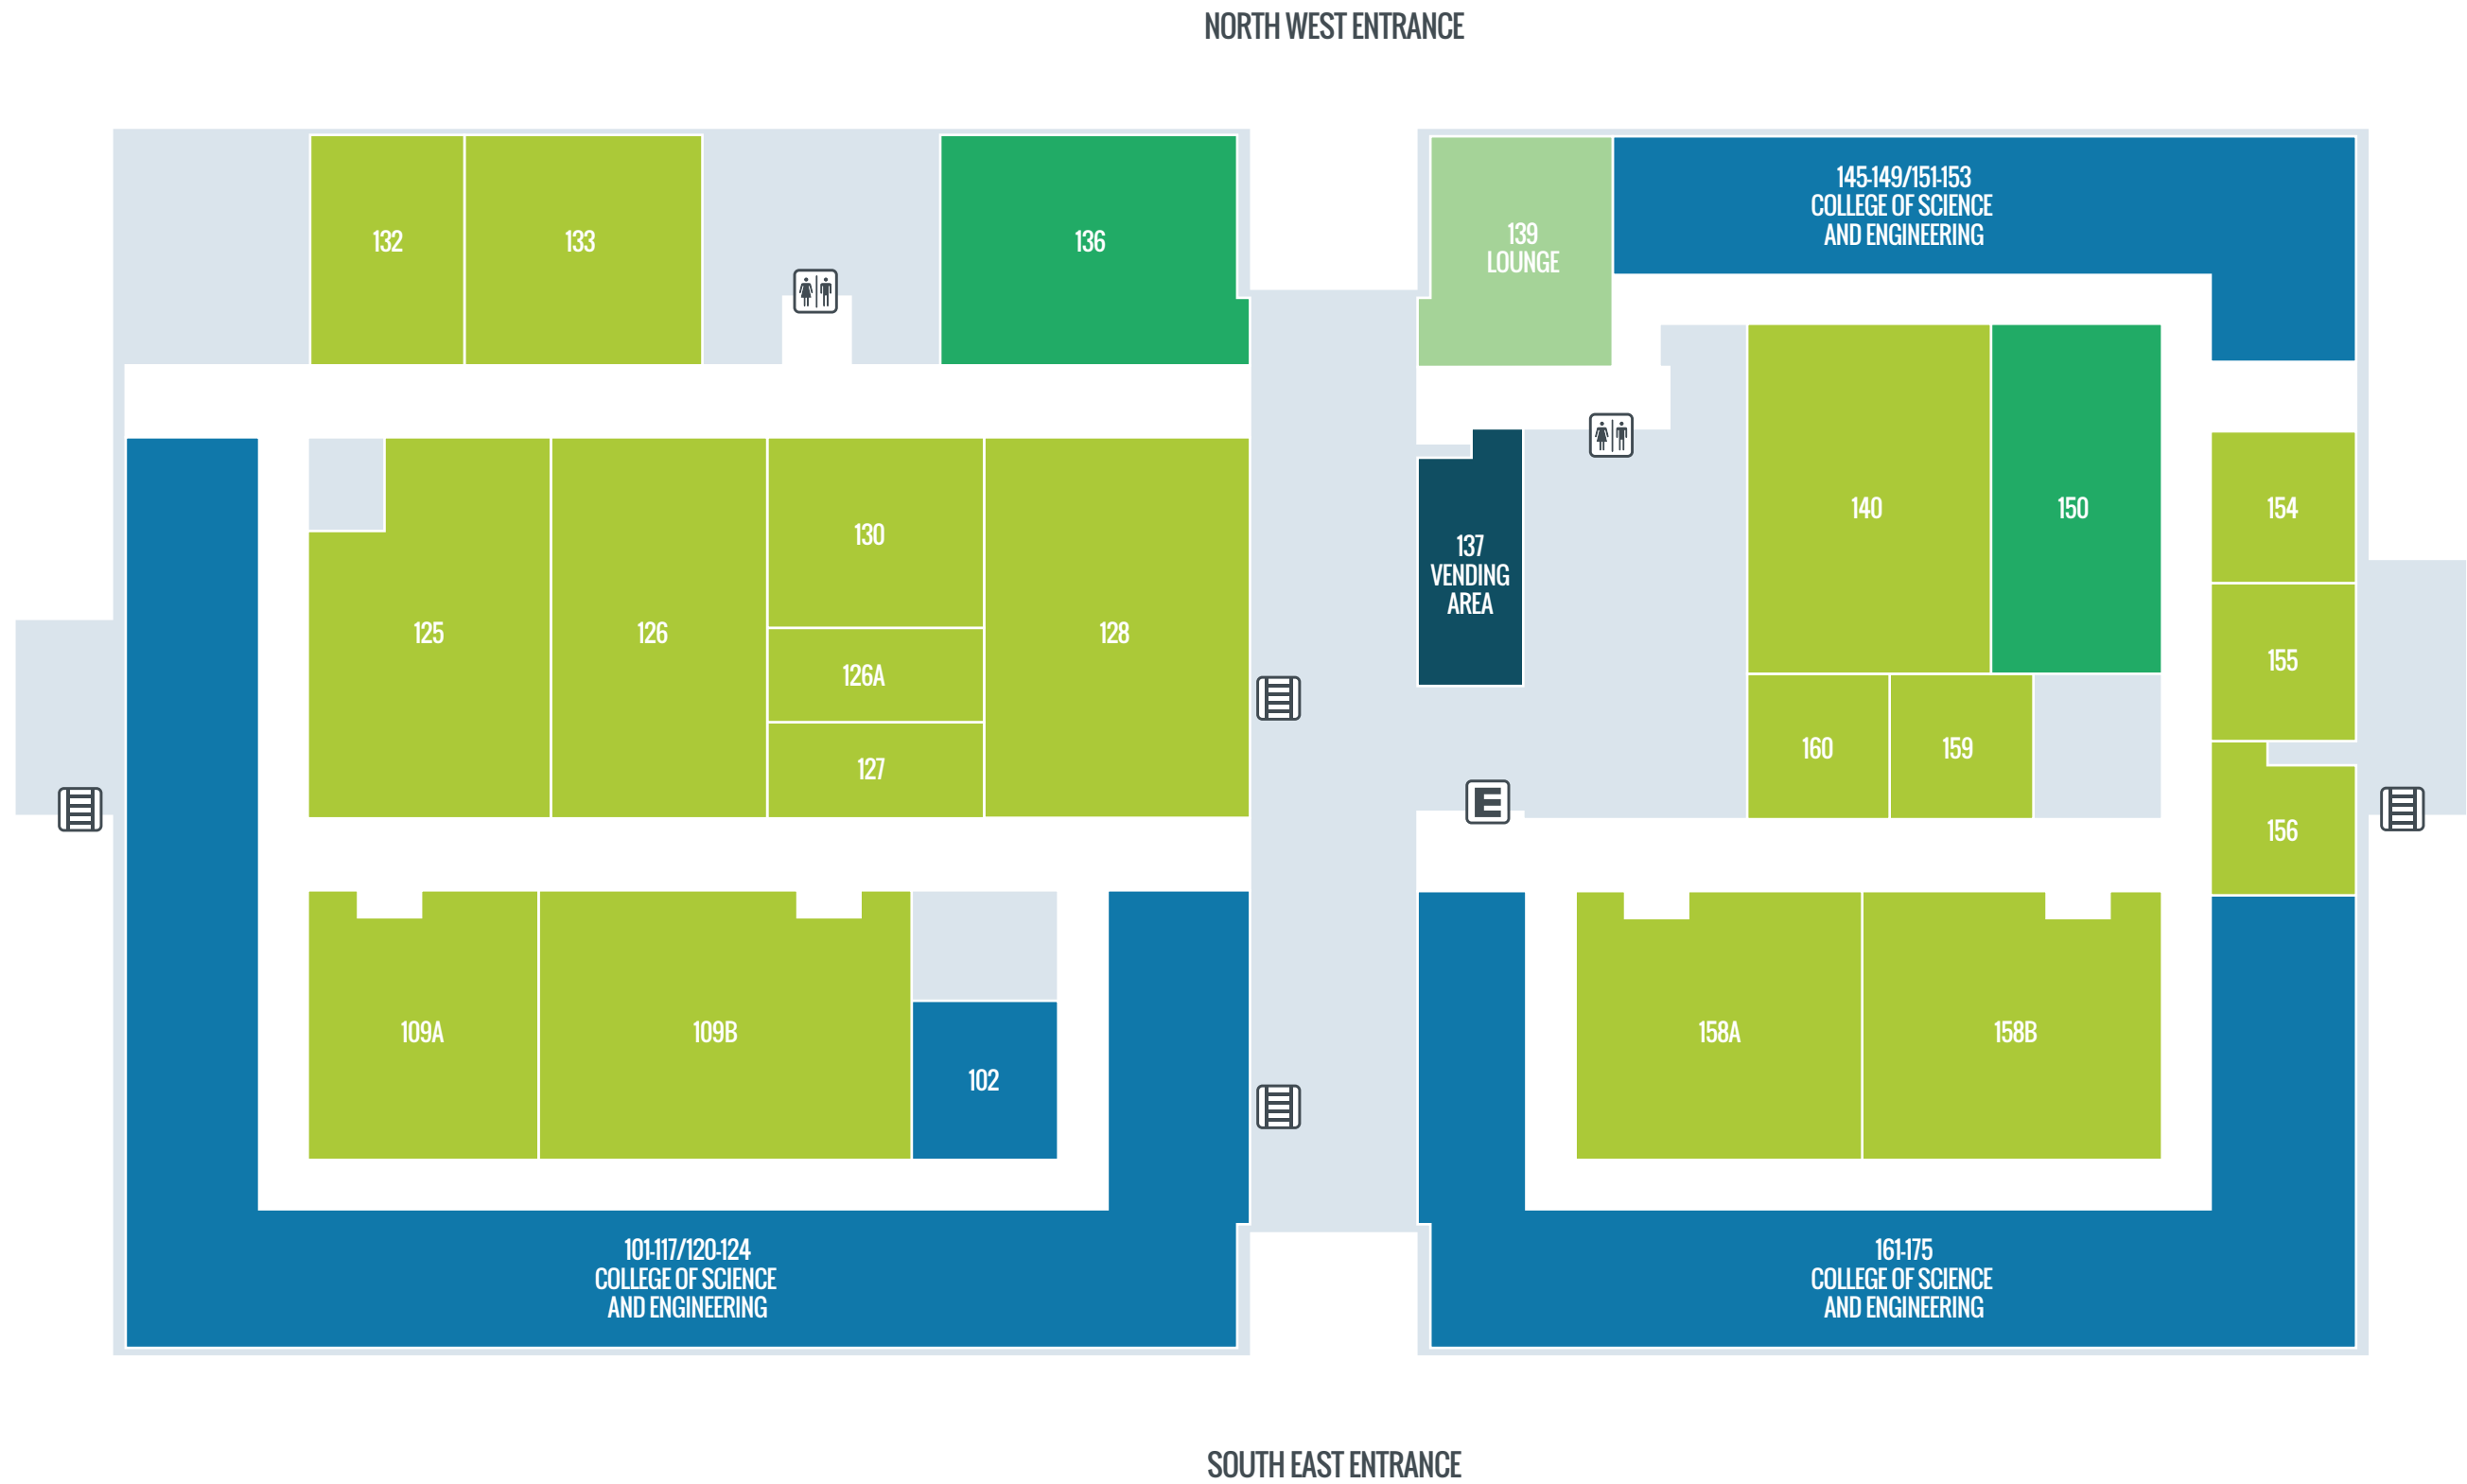 NORTH WEST ENTRANCE
132
133
136
139
LOUNGE
145-149/151-153
COLLEGE OF SCIENCE
AND ENGINEERING
125
126
130
126A
127
128
137
VENDING
AREA
140
150
154
155
160
159
156
E
109A
109B
102
158A
158B
101-117/120-124
COLLEGE OF SCIENCE
AND ENGINEERING
161-175
COLLEGE OF SCIENCE
AND ENGINEERING
SOUTH EAST ENTRANCE